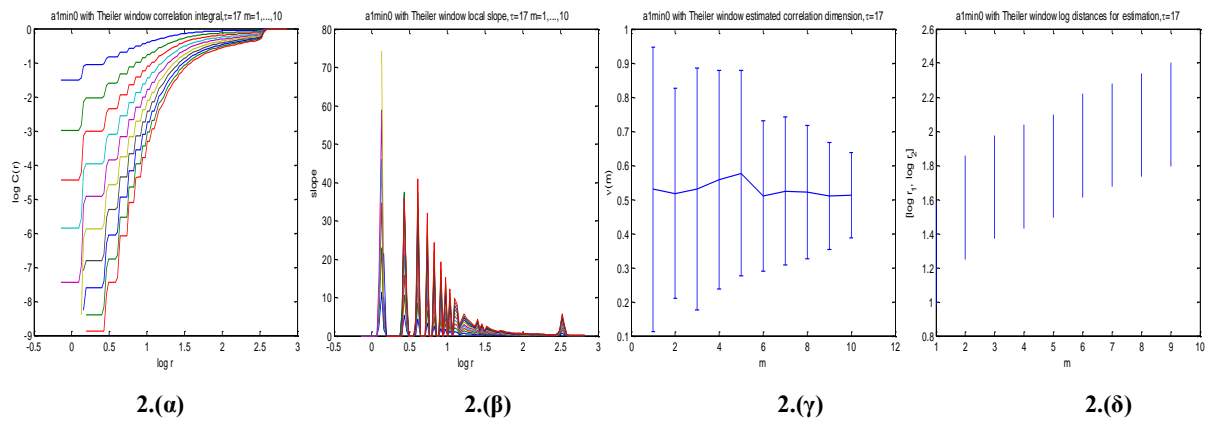 a1min0 with Theiler window correlation integral,τ=17 m=1,...,10
0
-1
-2
-3
-4
-5
-6
-7
-8
-9
log C(r)
-0.5 0 0.5 1 1.5 2 2.5 3
log r
2.(α)
a1min0 with Theiler window local slope, τ=17 m=1,...,10
80
70
60
50
40
30
20
10
0
slope
-0.5 0 0.5 1 1.5 2 2.5 3
log r
2.(β)
a1min0 with Theiler window estimated correlation dimension,τ=17
1
0.9
0.8
0.7
0.6
0.5
0.4
0.3
0.2
0.1
ν(m)
0 2 4 6 8 10 12
m
2.(γ)
a1min0 with Theiler window log distances for estimation,τ=17
2.6
2.4
2.2
2
1.8
1.6
1.4
1.2
1
0.8
[log r1, log r2]
1 2 3 4 5 6 7 8 9 10
m
2.(δ)